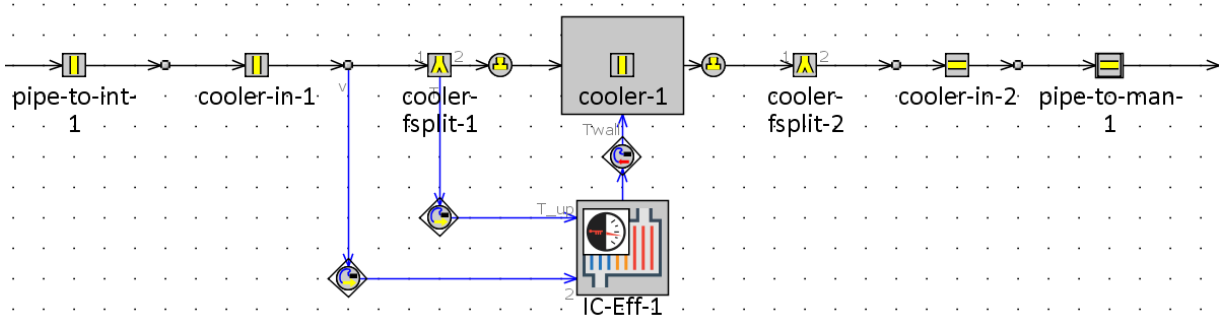 1 2
1 2
pipe-to-int-
1
cooler-in-1
v
cooler-
fsplit-1
T
cooler-1
cooler-
fsplit-2
cooler-in-2
pipe-to-man-
1
Twall
T_up
2
IC-Eff-1